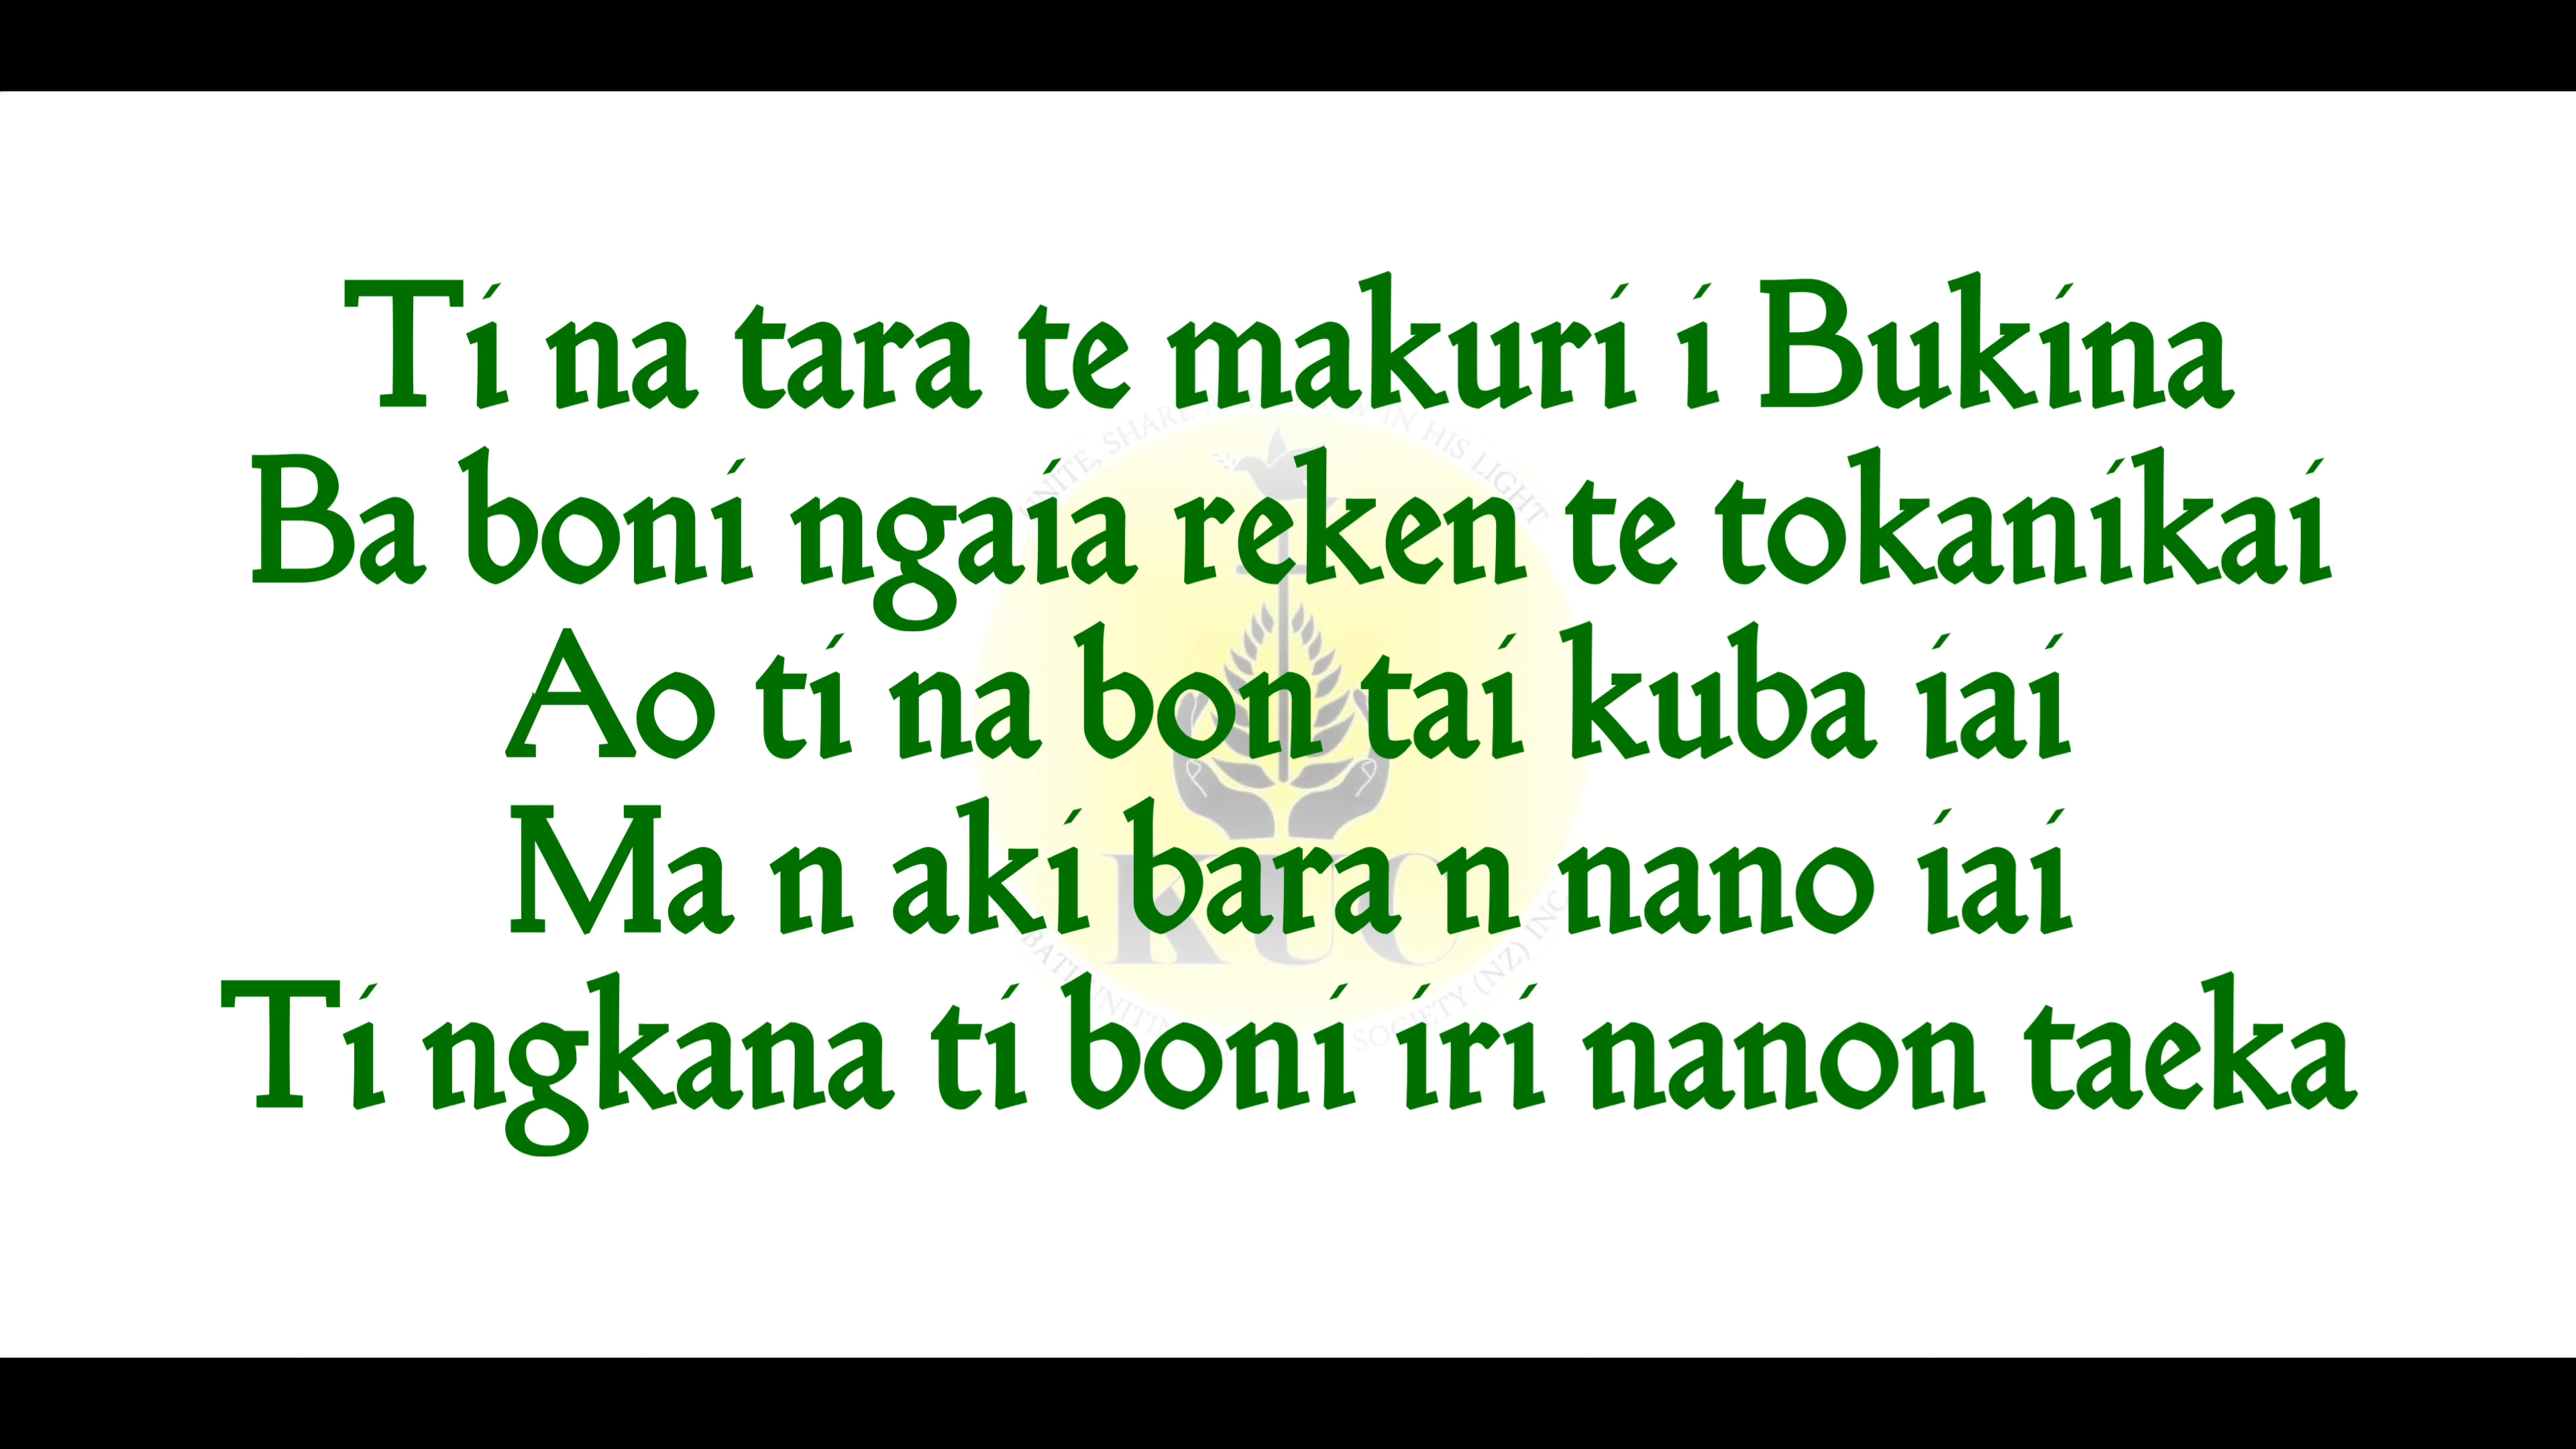 Ti na tara te makuri i Bukina
Ba boni ngaia reken te tokanikai
Ao ti na bon tai kuba iai
Ma n aki bara n nano iai
Ti ngkana ti boni iri nanon taeka
KUC